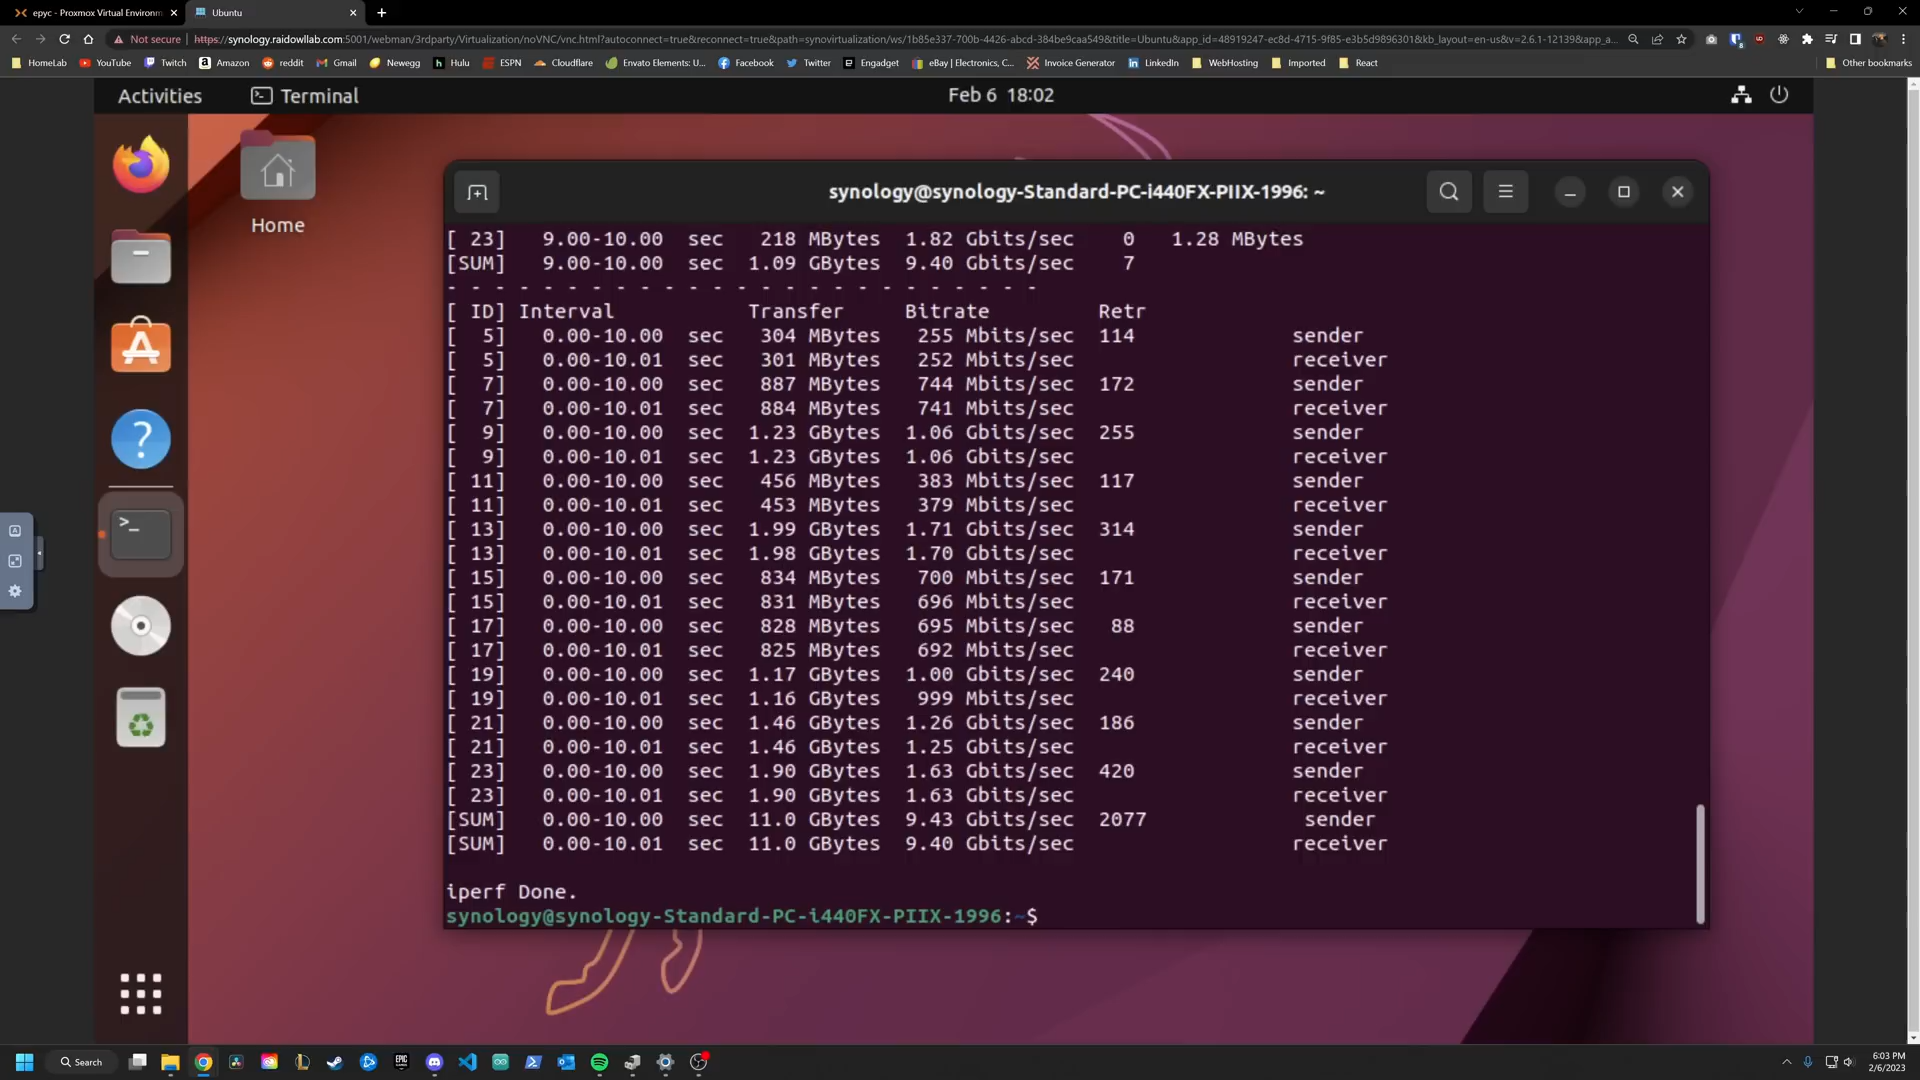 epyc - Proxmox Virtual Environm
Ubuntu
Not secure
https://synology.raidowllab.com:5001/webman/3rdparty/Virtualization/noVNC/vnc.html?autoconnect=true&reconnect=true&path=synovirtualization/ws/1b85e337-700b-4426-abcd-384be9caa549&title=Ubuntu&app_id=48919247-ec8d-4715-9f85-e3b5d9896301&kb_layout=en-us&v=2.6.1-12139&app_a...
HomeLab YouTube Twitch Amazon reddit Gmail Newegg Hulu ESPN Cloudflare Envato Elements: U... Facebook Twitter Engadget eBay | Electronics, C... Invoice Generator LinkedIn WebHosting Imported React Other bookmarks
Activities Terminal Feb 6 18:02
Home
synology@synology-Standard-PC-i440FX-PIIX-1996: ~
[ 23] 9.00-10.00 sec 218 MBytes 1.82 Gbits/sec 0 1.28 MBytes
[SUM] 9.00-10.00 sec 1.09 GBytes 9.40 Gbits/sec 7
- - - - - - - - - - - - - - - - - - - - - - - - -
[ ID] Interval Transfer Bitrate Retr
[ 5] 0.00-10.00 sec 304 MBytes 255 Mbits/sec 114 sender
[ 5] 0.00-10.01 sec 301 MBytes 252 Mbits/sec receiver
[ 7] 0.00-10.00 sec 887 MBytes 744 Mbits/sec 172 sender
[ 7] 0.00-10.01 sec 884 MBytes 741 Mbits/sec receiver
[ 9] 0.00-10.00 sec 1.23 GBytes 1.06 Gbits/sec 255 sender
[ 9] 0.00-10.01 sec 1.23 GBytes 1.06 Gbits/sec receiver
[ 11] 0.00-10.00 sec 456 MBytes 383 Mbits/sec 117 sender
[ 11] 0.00-10.01 sec 453 MBytes 379 Mbits/sec receiver
[ 13] 0.00-10.00 sec 1.99 GBytes 1.71 Gbits/sec 314 sender
[ 13] 0.00-10.01 sec 1.98 GBytes 1.70 Gbits/sec receiver
[ 15] 0.00-10.00 sec 834 MBytes 700 Mbits/sec 171 sender
[ 15] 0.00-10.01 sec 831 MBytes 696 Mbits/sec receiver
[ 17] 0.00-10.00 sec 828 MBytes 695 Mbits/sec 88 sender
[ 17] 0.00-10.01 sec 825 MBytes 692 Mbits/sec receiver
[ 19] 0.00-10.00 sec 1.17 GBytes 1.00 Gbits/sec 240 sender
[ 19] 0.00-10.01 sec 1.16 GBytes 999 Mbits/sec receiver
[ 21] 0.00-10.00 sec 1.46 GBytes 1.26 Gbits/sec 186 sender
[ 21] 0.00-10.01 sec 1.46 GBytes 1.25 Gbits/sec receiver
[ 23] 0.00-10.00 sec 1.90 GBytes 1.63 Gbits/sec 420 sender
[ 23] 0.00-10.01 sec 1.90 GBytes 1.63 Gbits/sec receiver
[SUM] 0.00-10.00 sec 11.0 GBytes 9.43 Gbits/sec 2077 sender
[SUM] 0.00-10.01 sec 11.0 GBytes 9.40 Gbits/sec receiver
iperf Done.
synology@synology-Standard-PC-i440FX-PIIX-1996:~$
Search
6:03 PM
2/6/2023